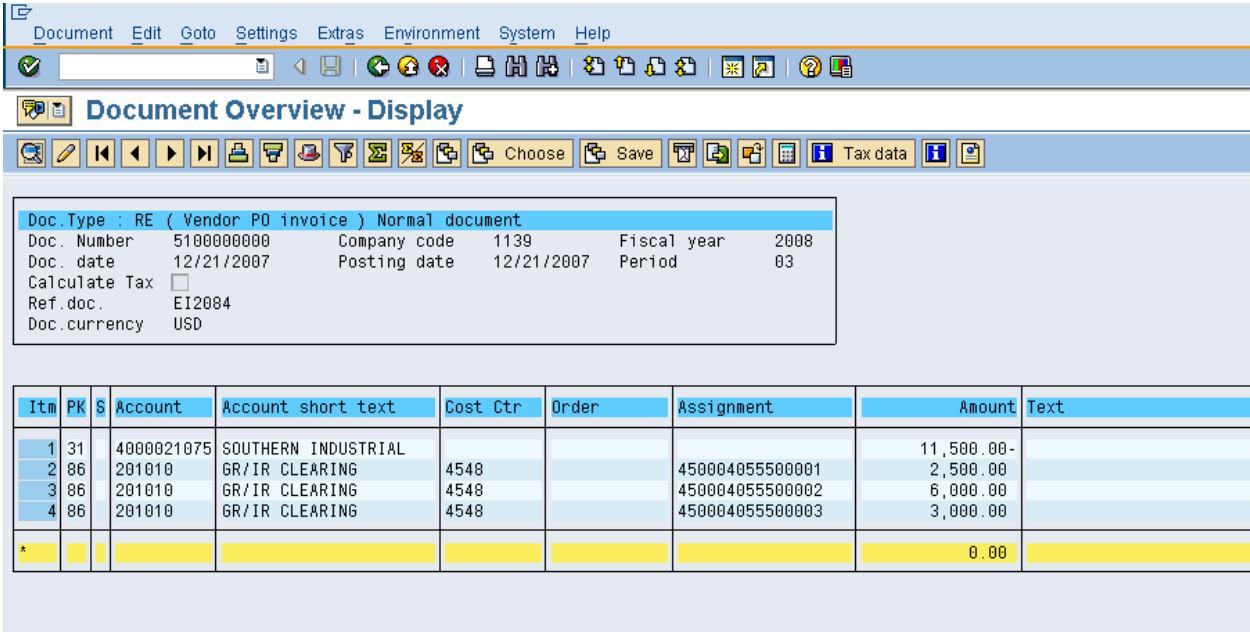 Document Edit Goto Settings Extras Environment System Help
Document Overview - Display
Choose Save Tax data
Doc.Type : RE ( Vendor PO invoice ) Normal document
Doc. Number 5100000000 Company code 1139 Fiscal year 2008
Doc. date 12/21/2007 Posting date 12/21/2007 Period 03
Calculate Tax
Ref.doc. EI2084
Doc.currency USD
Itm PK S Account Account short text Cost Ctr Order Assignment Amount Text
1 31 4000021075 SOUTHERN INDUSTRIAL 11,500.00-
2 86 201010 GR/IR CLEARING 4548 450004055500001 2,500.00
3 86 201010 GR/IR CLEARING 4548 450004055500002 6,000.00
4 86 201010 GR/IR CLEARING 4548 450004055500003 3,000.00
* 0.00